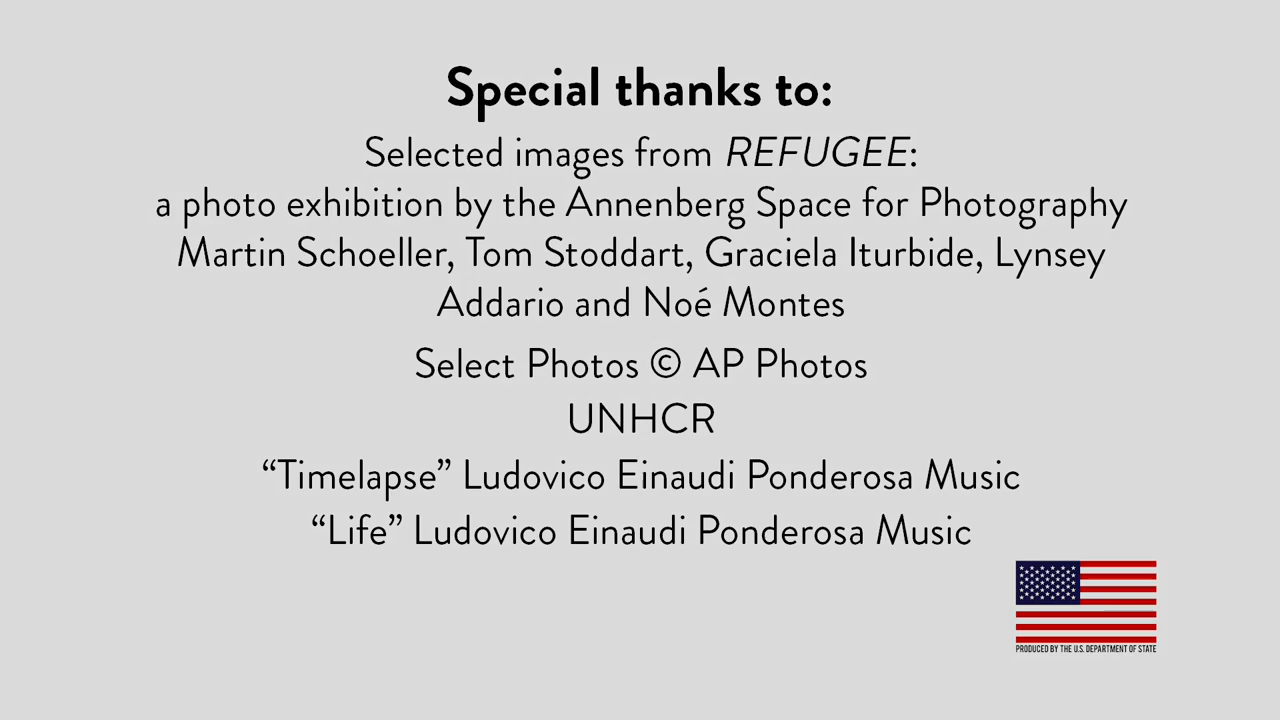 Special thanks to:
Selected images from REFUGEE:
a photo exhibition by the Annenberg Space for Photography
Martin Schoeller, Tom Stoddart, Graciela Iturbide, Lynsey
Addario and Noé Montes
Select Photos © AP Photos
UNHCR
“Timelapse” Ludovico Einaudi Ponderosa Music
“Life” Ludovico Einaudi Ponderosa Music
PRODUCED BY THE U.S. DEPARTMENT OF STATE